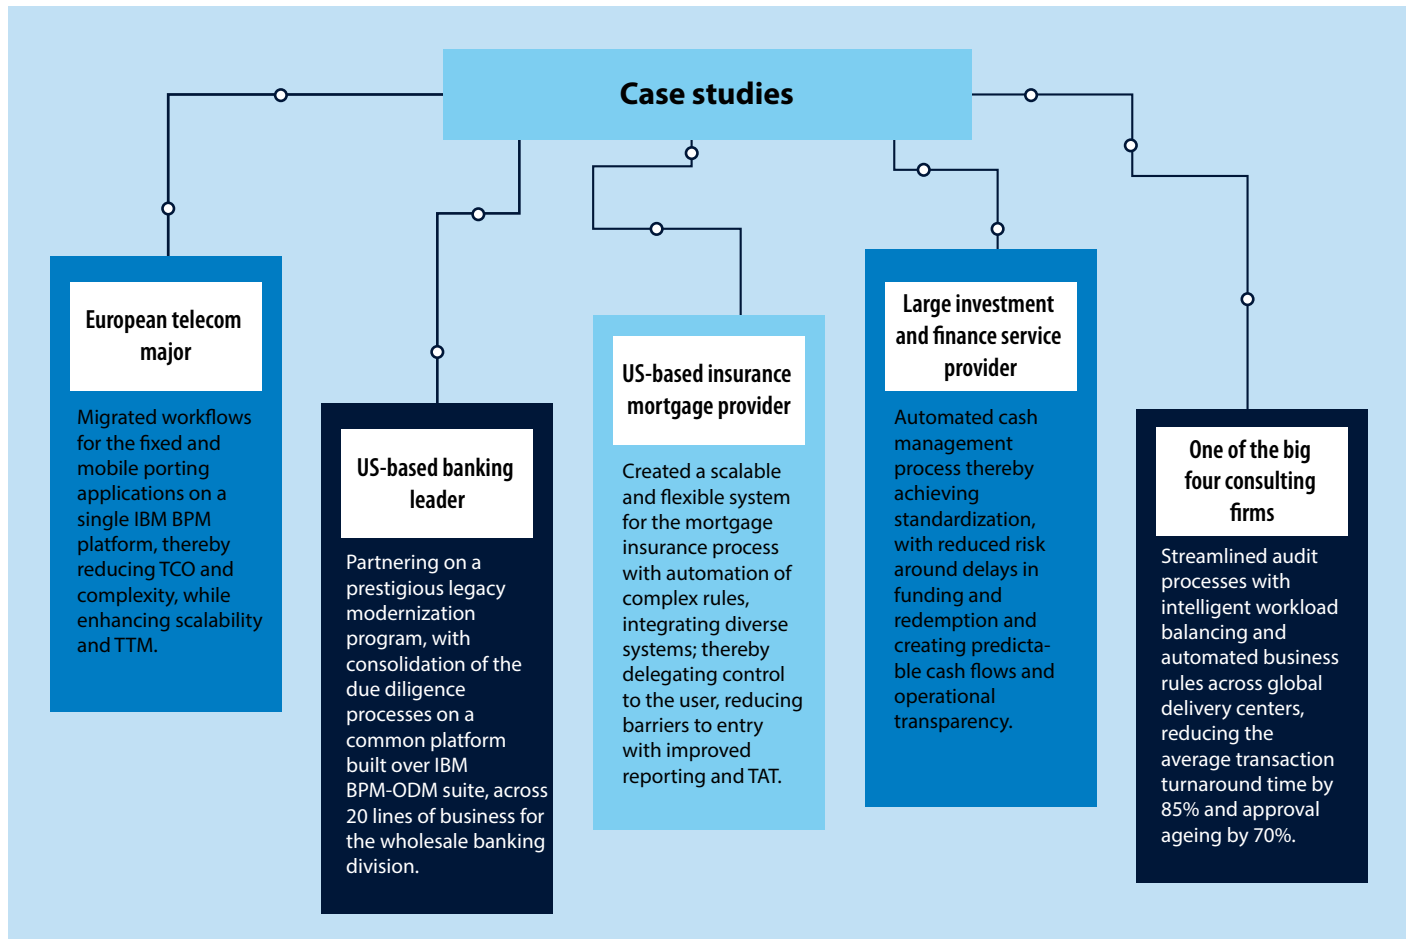 Case studies
European telecom
major
Migrated workflows
for the fixed and
mobile porting
applications on a
single IBM BPM
platform, thereby
reducing TCO and
complexity, while
enhancing scalability
and TTM.
US-based banking
leader
Partnering on a
prestigious legacy
modernization
program, with
consolidation of the
due diligence
processes on a
common platform
built over IBM
BPM-ODM suite, across
20 lines of business for
the wholesale banking
division.
US-based insurance
mortgage provider
Created a scalable
and flexible system
for the mortgage
insurance process
with automation of
complex rules,
integrating diverse
systems; thereby
delegating control
to the user, reducing
barriers to entry
with improved
reporting and TAT.
Large investment
and finance service
provider
Automated cash
management
process thereby
achieving
standardization,
with reduced risk
around delays in
funding and
redemption and
creating predicta-
ble cash flows and
operational
transparency.
One of the big
four consulting
firms
Streamlined audit
processes with
intelligent workload
balancing and
automated business
rules across global
delivery centers,
reducing the
average transaction
turnaround time by
85% and approval
ageing by 70%.